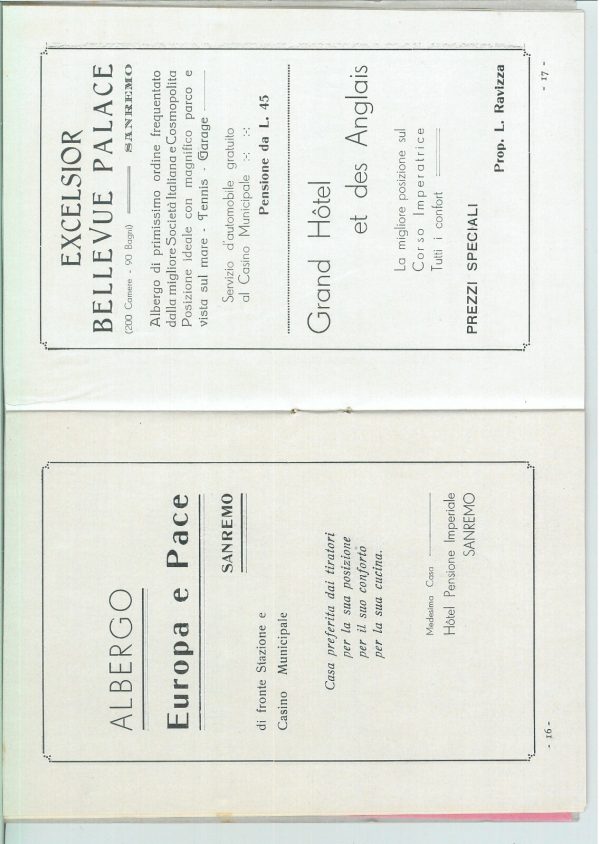 ALBERGO
Europa e Pace
SANREMO
di fronte Stazione e
Casino Municipale
Casa preferita dai tiratori
per la sua posizione
per il suo conforto
per la sua cucina.
Medesima Casa
Hôtel Pensione Imperiale
SANREMO
- 16 -
EXCELSIOR
BELLEVUE PALACE
(200 Camere - 90 Bagni) SANREMO
Albergo di primissimo ordine frequentato
dalla migliore Società Italiana e Cosmopolita
Posizione ideale con magnifico parco e
vista sul mare - Tennis - Garage
Servizio d'automobile gratuito
al Casino Municipale :-: :-:
Pensione da L. 45
Grand Hôtel
et des Anglais
La migliore posizione sul
Corso Imperatrice
Tutti i confort
PREZZI SPECIALI
Prop. L. Ravizza
- 17 -